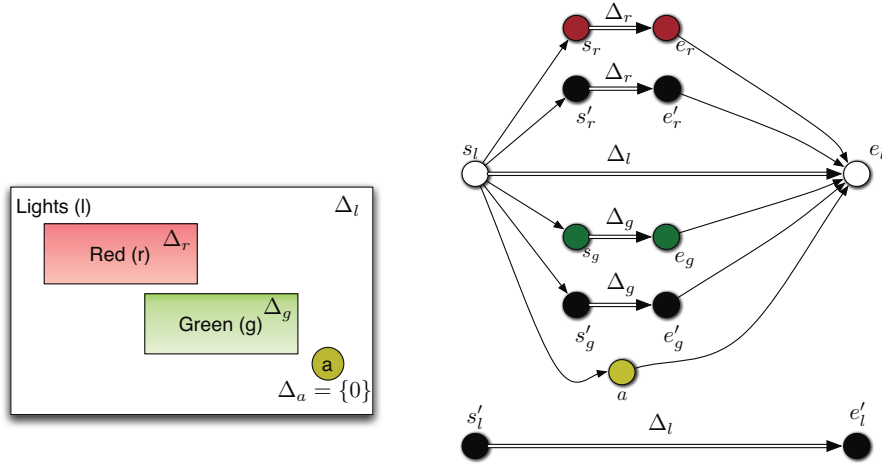 Lights (l)
Δ_l
Red (r)
Δ_r
Green (g)
Δ_g
a
Δ_a = {0}
Δ_r
s_r
e_r
Δ_r
s'_r
e'_r
s_l
Δ_l
e_l
Δ_g
s_g
e_g
Δ_g
s'_g
e'_g
a
s'_l
Δ_l
e'_l